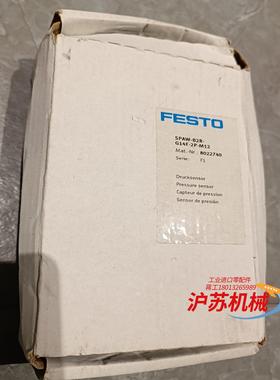 FESTO
SPAW-B2R-
G14F-2P-M12
Mat.-Nr.: 8022740
Serie: F1
Drucksensor
Pressure sensor
Capteur de pression
Sensor de presión
工业进口零配件
蒋工18013265989
沪苏机械